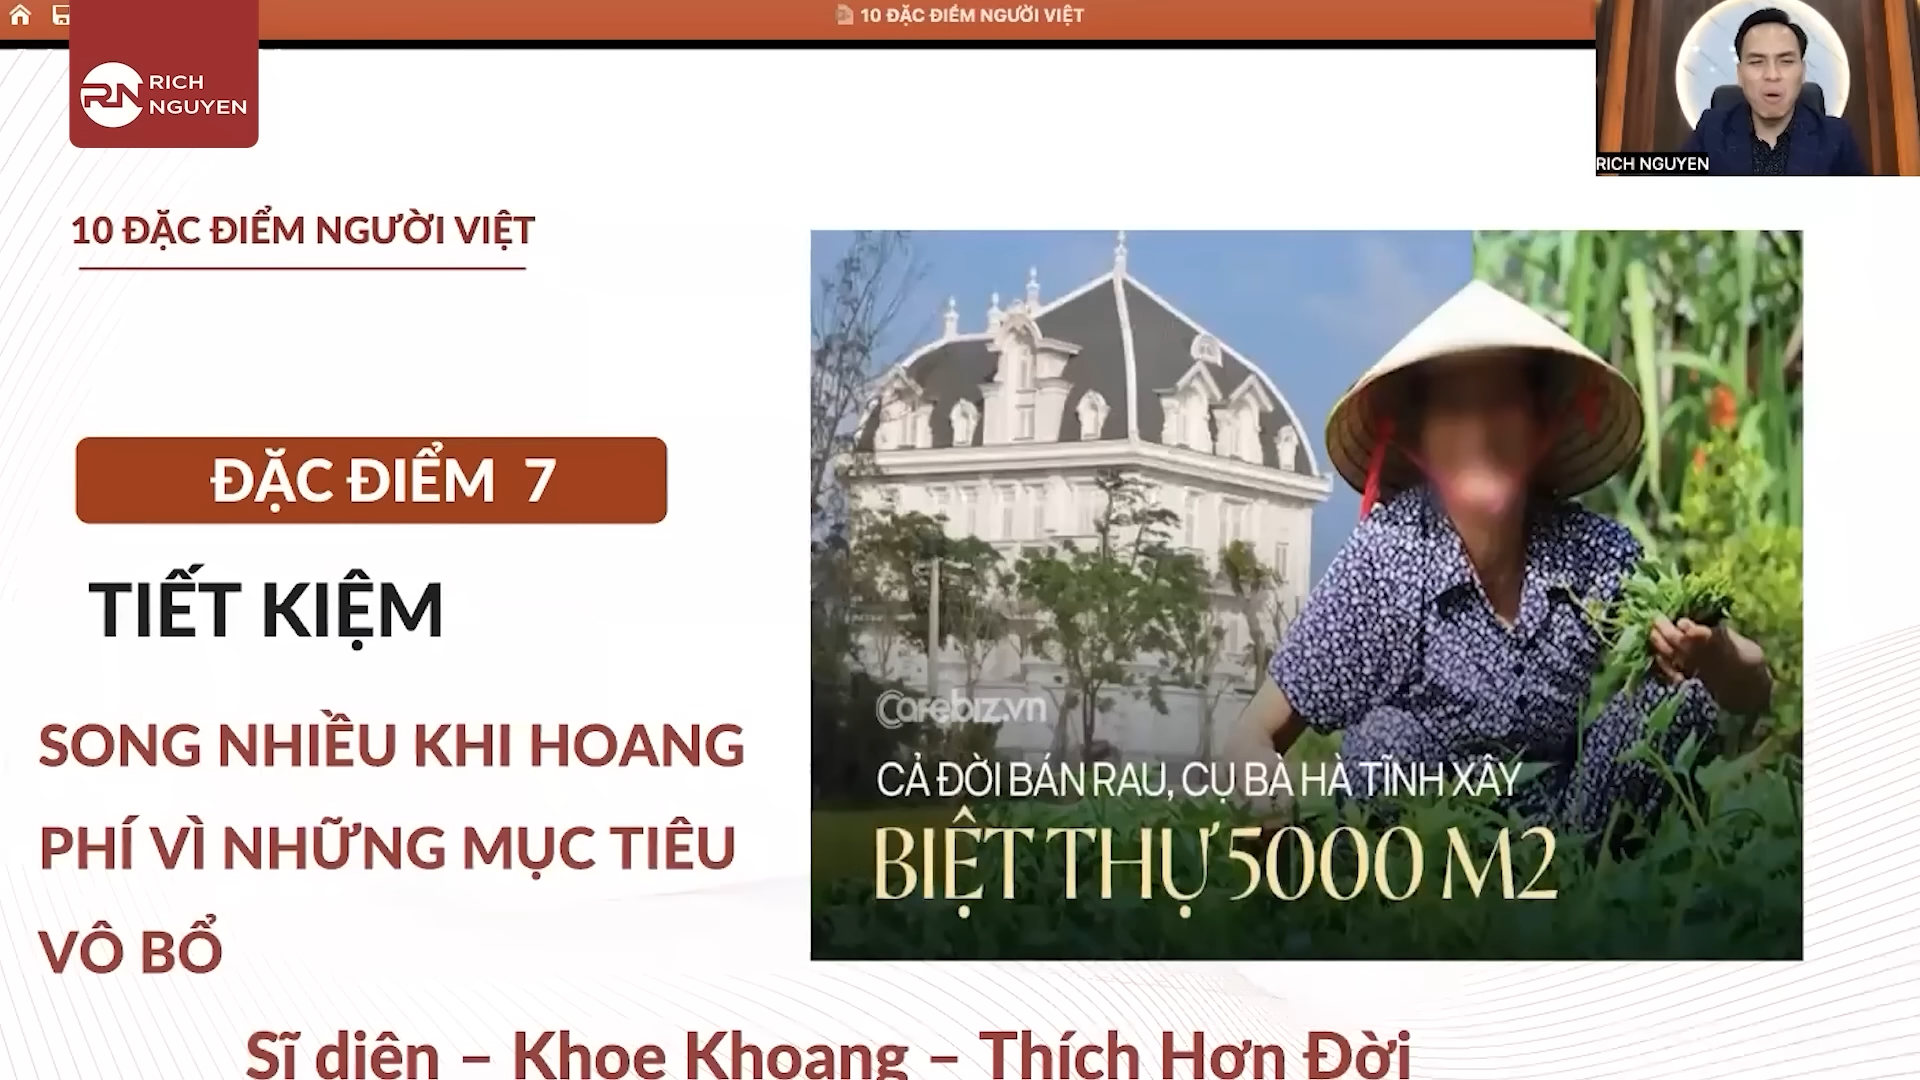 10 ĐẶC ĐIỂM NGƯỜI VIỆT
RICH
NGUYEN
RICH NGUYEN
10 ĐẶC ĐIỂM NGƯỜI VIỆT
ĐẶC ĐIỂM 7
TIẾT KIỆM
SONG NHIỀU KHI HOANG
PHÍ VÌ NHỮNG MỤC TIÊU
VÔ BỔ
Cafebiz.vn
CẢ ĐỜI BÁN RAU, CỤ BÀ HÀ TĨNH XÂY
BIỆT THỰ 5000 M2
Sĩ diện – Khoe Khoang – Thích Hơn Đời